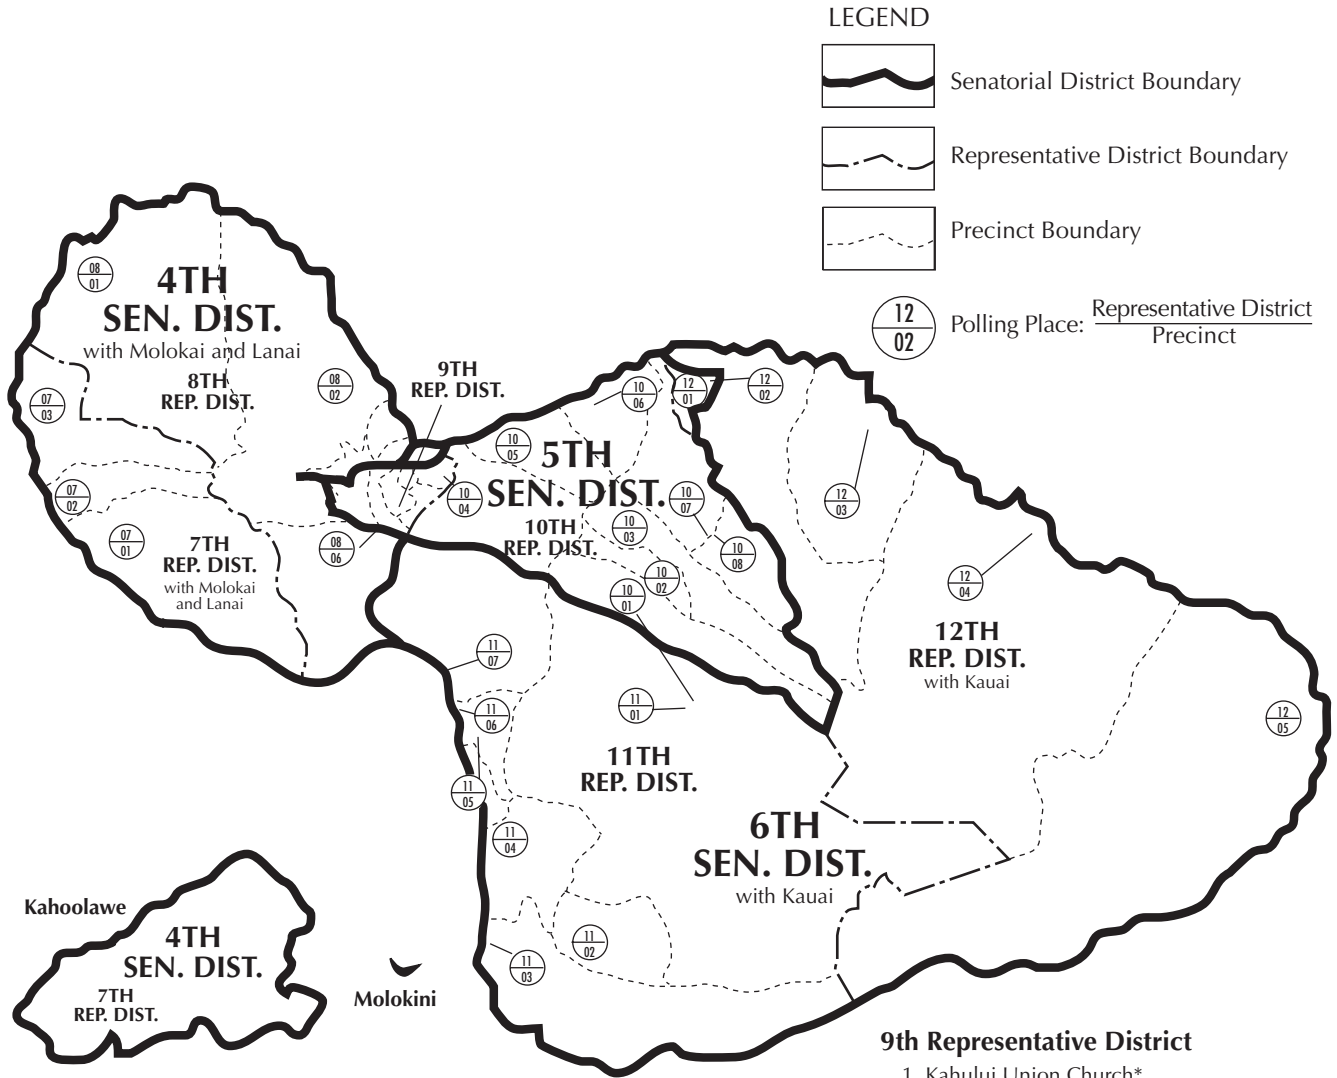 LEGEND
Senatorial District Boundary
Representative District Boundary
Precinct Boundary
12
02
Polling Place: Representative District
Precinct
08
01
4TH
SEN. DIST.
with Molokai and Lanai
8TH
REP. DIST.
08
02
07
03
9TH
REP. DIST.
10
06
12
01
12
02
10
05
5TH
SEN. DIST.
07
02
10
04
10
07
12
03
07
01
7TH
REP. DIST.
with Molokai
and Lanai
08
06
10TH
REP. DIST.
10
03
10
08
10
02
10
01
12
04
12TH
REP. DIST.
with Kauai
11
07
11
06
11
01
12
05
11TH
REP. DIST.
11
05
11
04
6TH
SEN. DIST.
with Kauai
11
02
11
03
Kahoolawe
4TH
SEN. DIST.
7TH
REP. DIST.
Molokini
9th Representative District
1. Kahului Union Church*